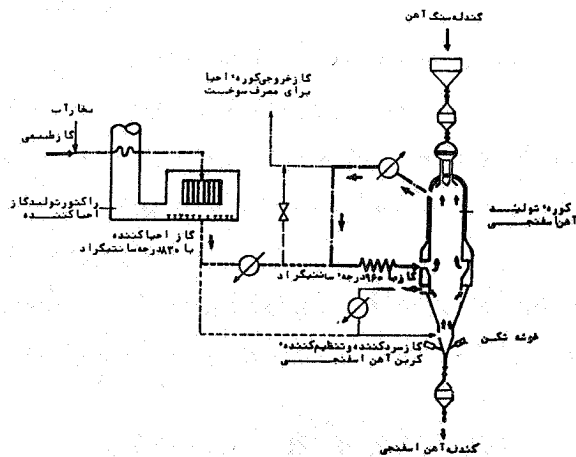 گندله سنگ آهن
گاز خروجی کوره احیا
برای مصرف سوخت
بخار آب
گاز طبیعی
کوره تولید
آهن اسفنجی
راکتور تولید گاز
احیا کننده
گاز احیا کننده
با ۸۳۰ درجه سانتیگراد
گاز با ۹۶۰ درجه سانتیگراد
گاز سرد کننده و تنظیم کننده
کربن آهن اسفنجی
خوشه شکن
گندله آهن اسفنجی